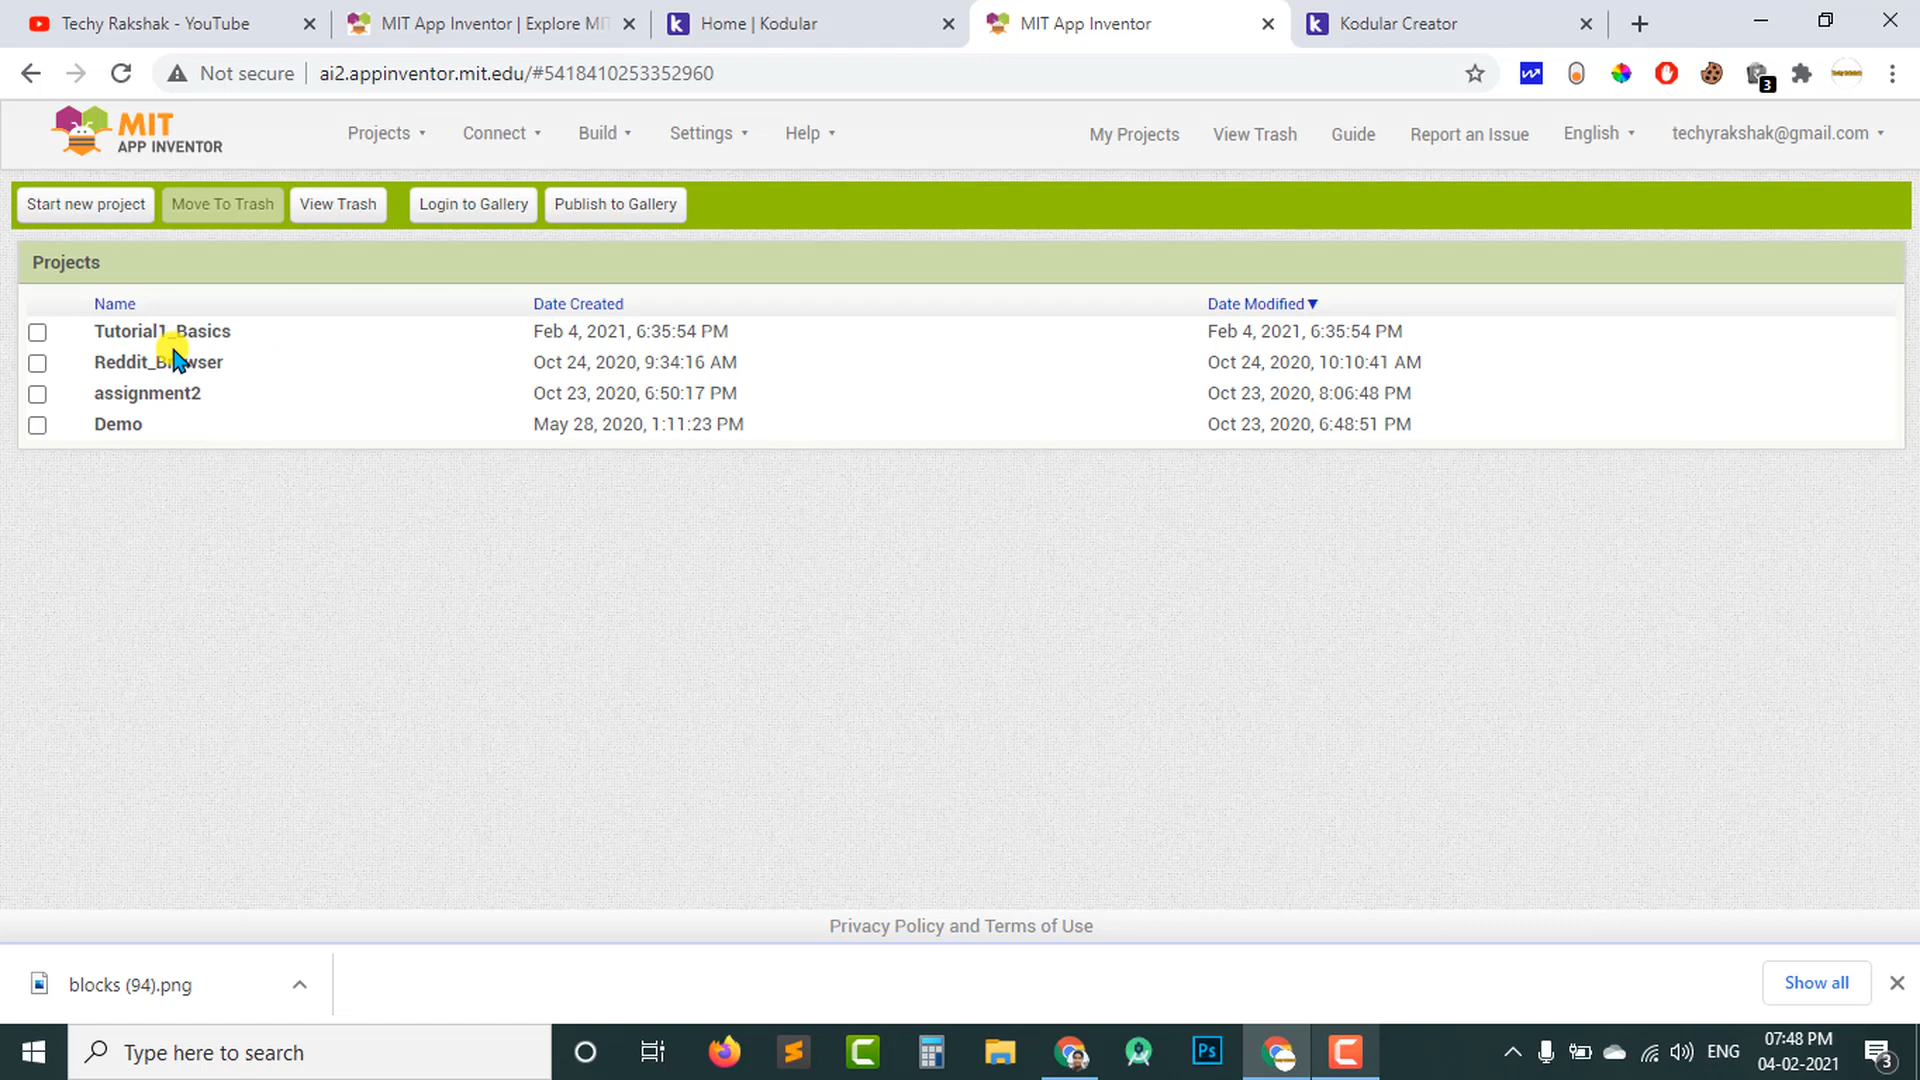 Techy Rakshak - YouTube
MIT App Inventor | Explore MIT
Home | Kodular
MIT App Inventor
Kodular Creator
Not secure
ai2.appinventor.mit.edu/#5418410253352960
3
MIT
APP INVENTOR
Projects
Connect
Build
Settings
Help
My Projects
View Trash
Guide
Report an Issue
English
techyrakshak@gmail.com
Start new project
Move To Trash
View Trash
Login to Gallery
Publish to Gallery
Projects
Name Date Created Date Modified▼
Tutorial1_Basics Feb 4, 2021, 6:35:54 PM Feb 4, 2021, 6:35:54 PM
Reddit_Browser Oct 24, 2020, 9:34:16 AM Oct 24, 2020, 10:10:41 AM
assignment2 Oct 23, 2020, 6:50:17 PM Oct 23, 2020, 8:06:48 PM
Demo May 28, 2020, 1:11:23 PM Oct 23, 2020, 6:48:51 PM
Privacy Policy and Terms of Use
blocks (94).png
Show all
Type here to search
Ps
ENG
07:48 PM
04-02-2021
3